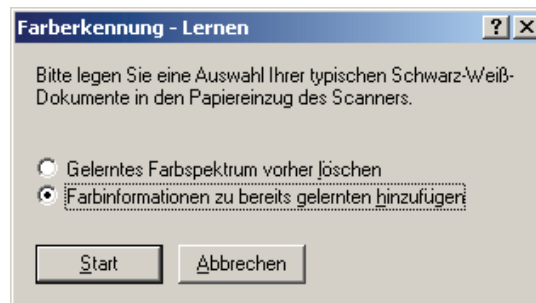 Farberkennung - Lernen
Bitte legen Sie eine Auswahl Ihrer typischen Schwarz-Weiß-
Dokumente in den Papiereinzug des Scanners.
Gelerntes Farbspektrum vorher löschen
Farbinformationen zu bereits gelernten hinzufügen
Start
Abbrechen